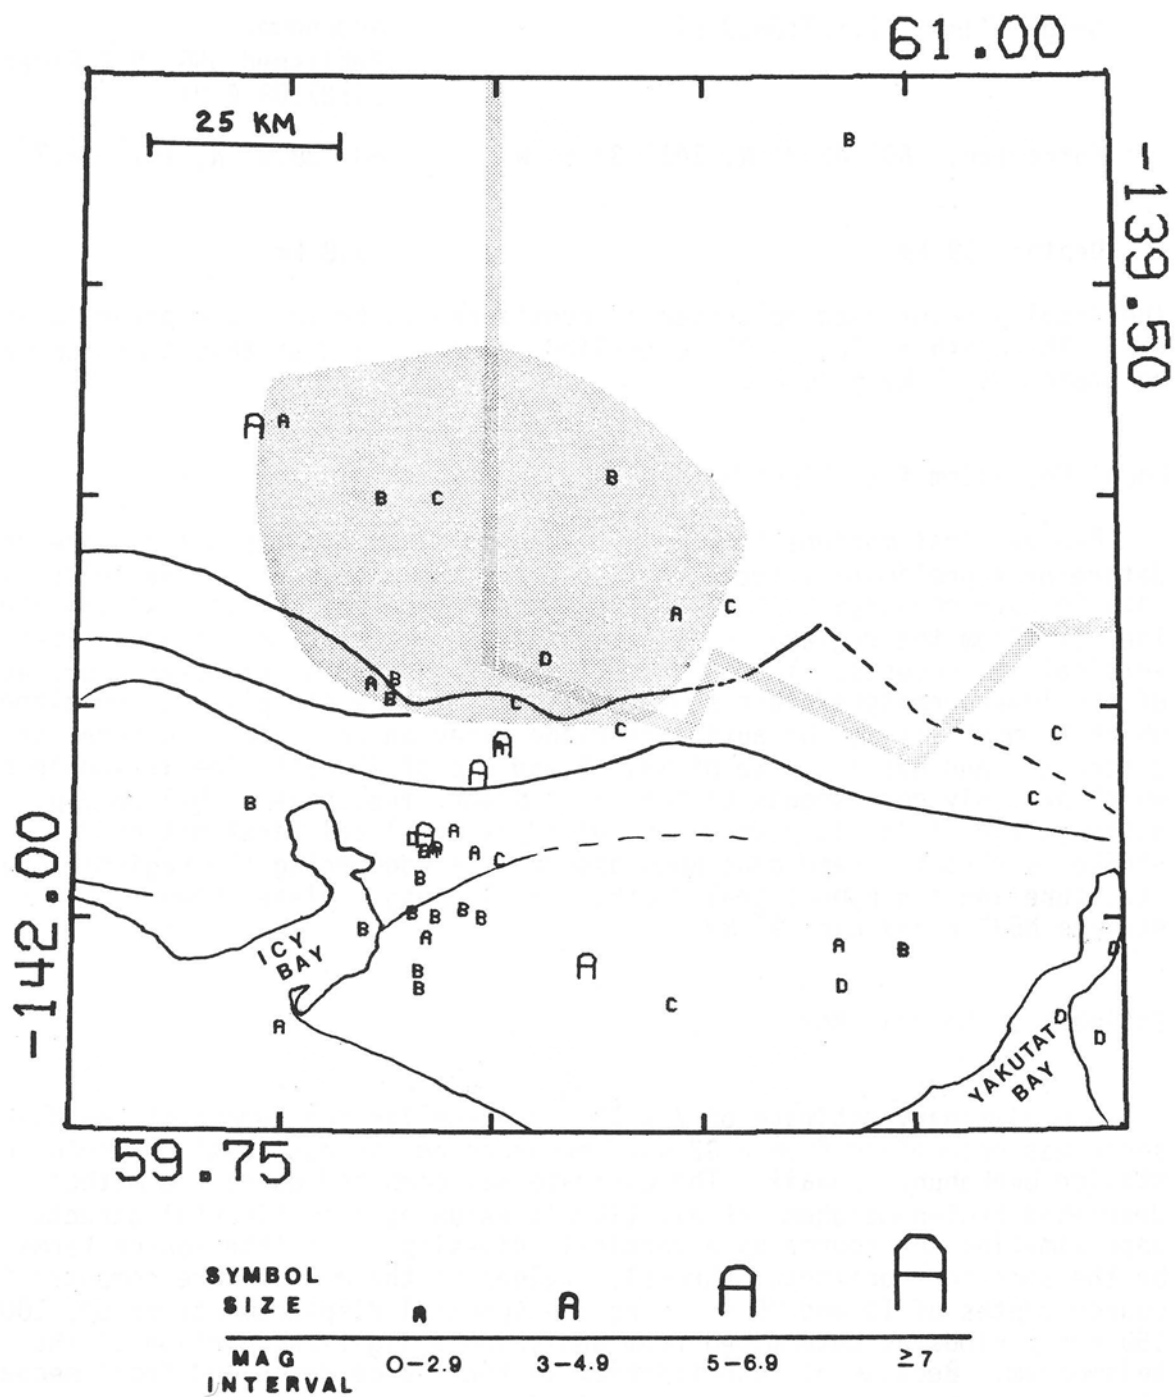 61.00
25 KM
B
-139.50
A A
B
B C
A C
D
A B
B
C
C
C
A
A
C
B
D A A
B A A C
B
B B B B
B
A
A B
B
B
A
D
D
C
D
D
A
ICY
BAY
YAKUTAT
BAY
-142.00
59.75
SYMBOL
SIZE A A A A
MAG
INTERVAL 0-2.9 3-4.9 5-6.9 ≥7